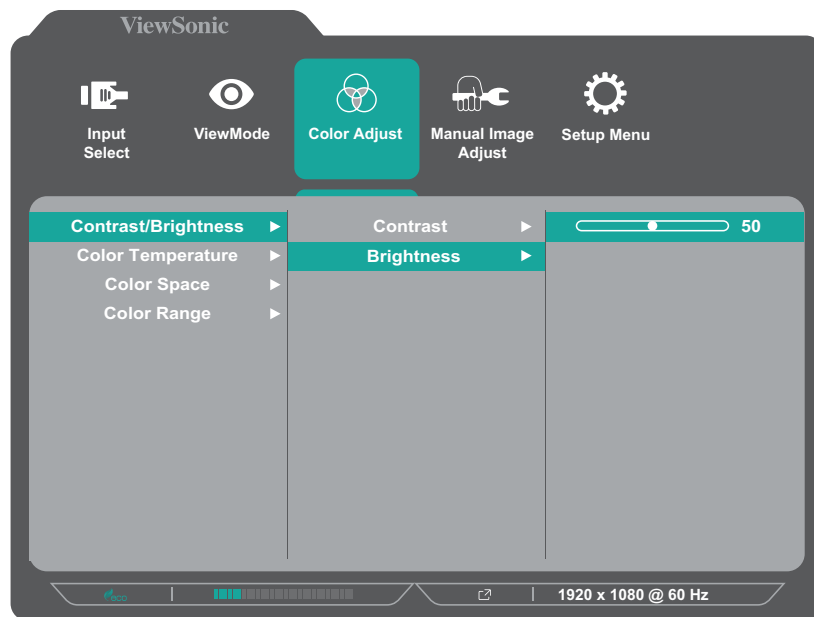 ViewSonic
Input
Select
ViewMode
Color Adjust
Manual Image
Adjust
Setup Menu
Contrast/Brightness
Contrast
50
Color Temperature
Brightness
Color Space
Color Range
eco
1920 x 1080 @ 60 Hz